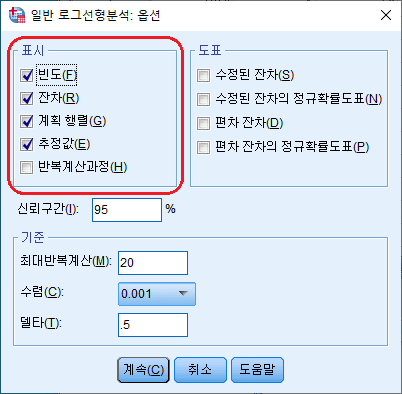 일반 로그선형분석: 옵션
표시
빈도(F)
잔차(R)
계획 행렬(G)
추정값(E)
반복계산과정(H)
도표
수정된 잔차(S)
수정된 잔차의 정규확률도표(N)
편차 잔차(D)
편차 잔차의 정규확률도표(P)
신뢰구간(I): 95 %
기준
최대반복계산(M): 20
수렴(C): 0.001
델타(T): .5
계속(C) 취소 도움말